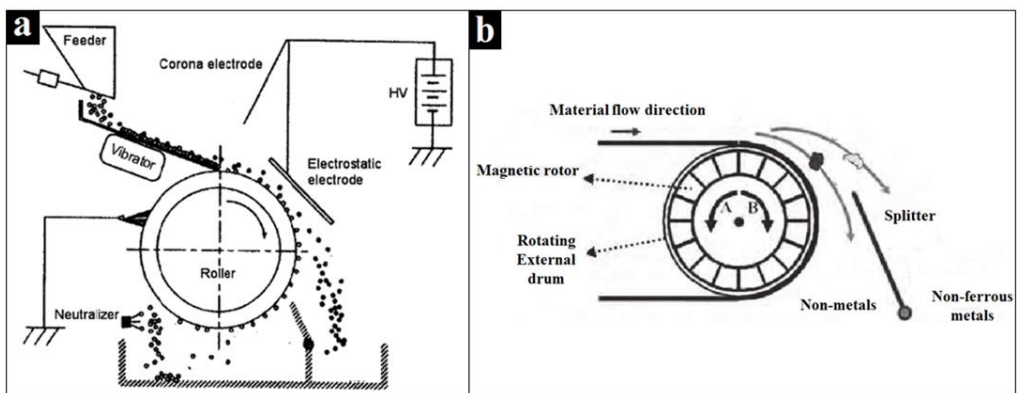 a
Feeder
Corona electrode
HV
Vibrator
Electrostatic
electrode
Roller
Neutralizer
b
Material flow direction
Magnetic rotor
A B
Splitter
Rotating
External
drum
Non-metals
Non-ferrous
metals